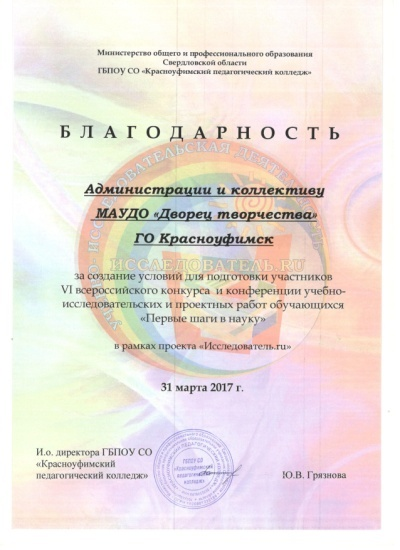 Министерство общего и профессионального образования
Свердловской области
ГБПОУ СО «Красноуфимский педагогический колледж»
БЛАГОДАРНОСТЬ
Администрации и коллективу
МАУДО «Дворец творчества»
ГО Красноуфимск
ИССЛЕДОВАТЕЛЬ.RU
за создание условий для подготовки участников
VI всероссийского конкурса и конференции учебно-
исследовательских и проектных работ обучающихся
«Первые шаги в науку»
в рамках проекта «Исследователь.ru»
31 марта 2017 г.
И.о. директора ГБПОУ СО
«Красноуфимский
педагогический колледж»
Ю.В. Грязнова